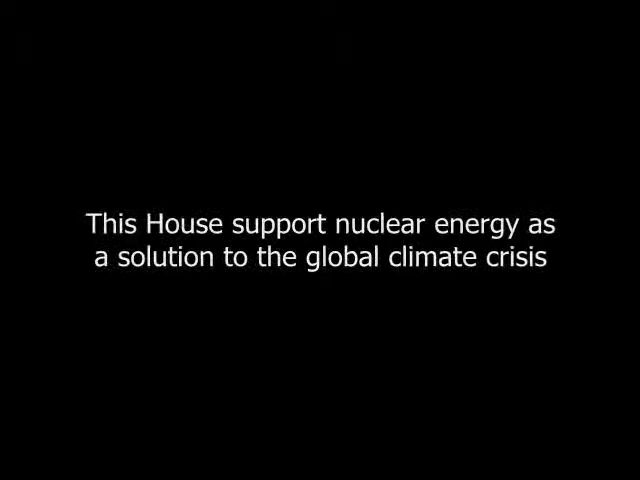 This House support nuclear energy as
a solution to the global climate crisis